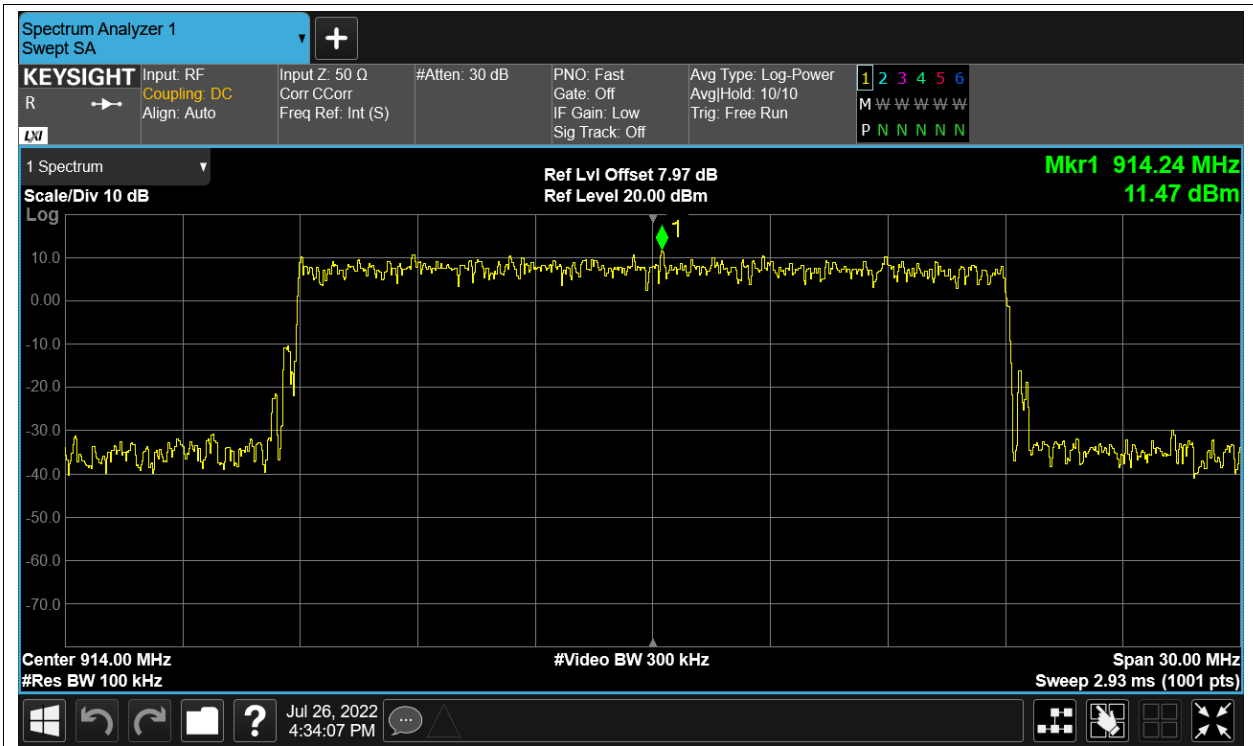 Spectrum Analyzer 1
Swept SA
+
KEYSIGHT
R
LXI
Input: RF
Coupling: DC
Align: Auto
Input Z: 50 Ω
Corr CCorr
Freq Ref: Int (S)
#Atten: 30 dB
PNO: Fast
Gate: Off
IF Gain: Low
Sig Track: Off
Avg Type: Log-Power
Avg|Hold: 10/10
Trig: Free Run
1 2 3 4 5 6
M W W W W W
P N N N N N
1 Spectrum
Scale/Div 10 dB
Log
Ref Lvl Offset 7.97 dB
Ref Level 20.00 dBm
Mkr1 914.24 MHz
11.47 dBm
1
10.0
0.00
-10.0
-20.0
-30.0
-40.0
-50.0
-60.0
-70.0
Center 914.00 MHz
#Res BW 100 kHz
#Video BW 300 kHz
Span 30.00 MHz
Sweep 2.93 ms (1001 pts)
?
Jul 26, 2022
4:34:07 PM